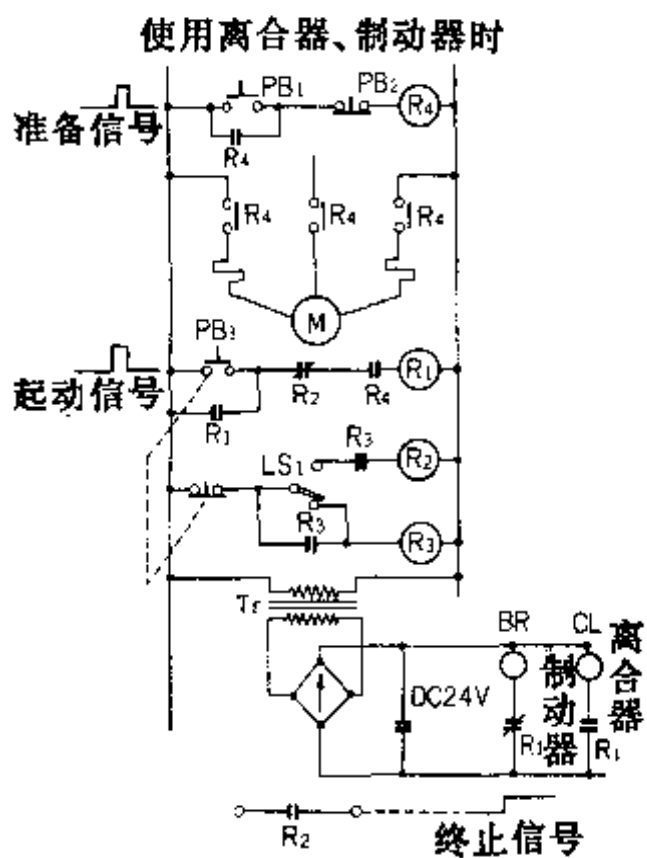 使用离合器、制动器时
PB₁ PB₂ R₄
准备信号
R₄
R₄ R₄ R₄
M
PB₃
起动信号 R₂ R₄ R₁
R₁
R₃ R₂
LS₁
R₃ R₃
Tr
BR CL 离合器
制动器
DC24V
R₁ R₁
R₂ 终止信号